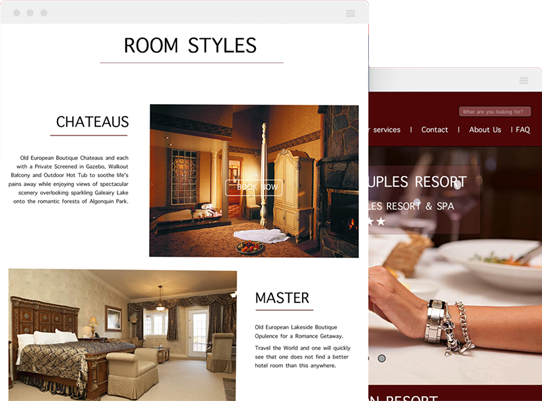 ROOM STYLES
CHATEAUS
Old European Boutique Chateaus and each
with a Private Screened in Gazebo, Walkout
Balcony and Outdoor Hot Tub to soothe life's
pains away while enjoying views of spectacular
scenery overlooking sparkling Galeairy Lake
onto the romantic forests of Algonquin Park.
BOOK NOW
MASTER
Old European Lakeside Boutique
Opulence for a Romance Getaway.
Travel the World and one will quickly
see that one does not find a better
hotel room than this anywhere.
What are you looking for?
r services | Contact | About Us | FAQ
UPLES RESORT
LES RESORT & SPA
★★
ON RESORT